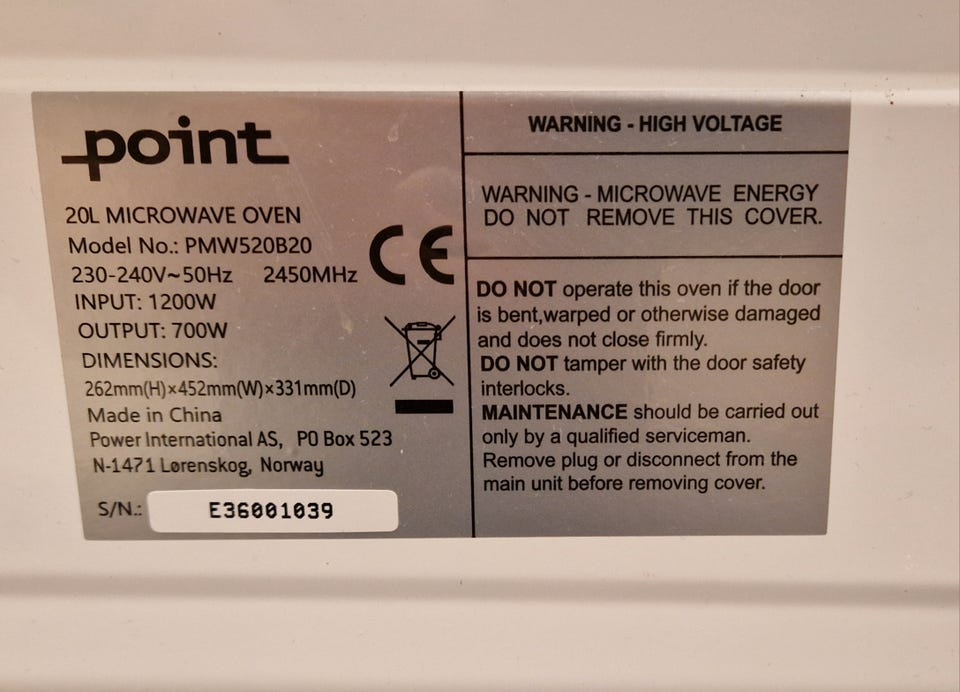 point
20L MICROWAVE OVEN
Model No.: PMW520B20
230-240V~50Hz 2450MHz
INPUT: 1200W
OUTPUT: 700W
DIMENSIONS:
262mm(H)×452mm(W)×331mm(D)
Made in China
Power International AS, PO Box 523
N-1471 Lørenskog, Norway
S/N.: E36001039
CE
WARNING - HIGH VOLTAGE
WARNING - MICROWAVE ENERGY
DO NOT REMOVE THIS COVER.
DO NOT operate this oven if the door
is bent,warped or otherwise damaged
and does not close firmly.
DO NOT tamper with the door safety
interlocks.
MAINTENANCE should be carried out
only by a qualified serviceman.
Remove plug or disconnect from the
main unit before removing cover.